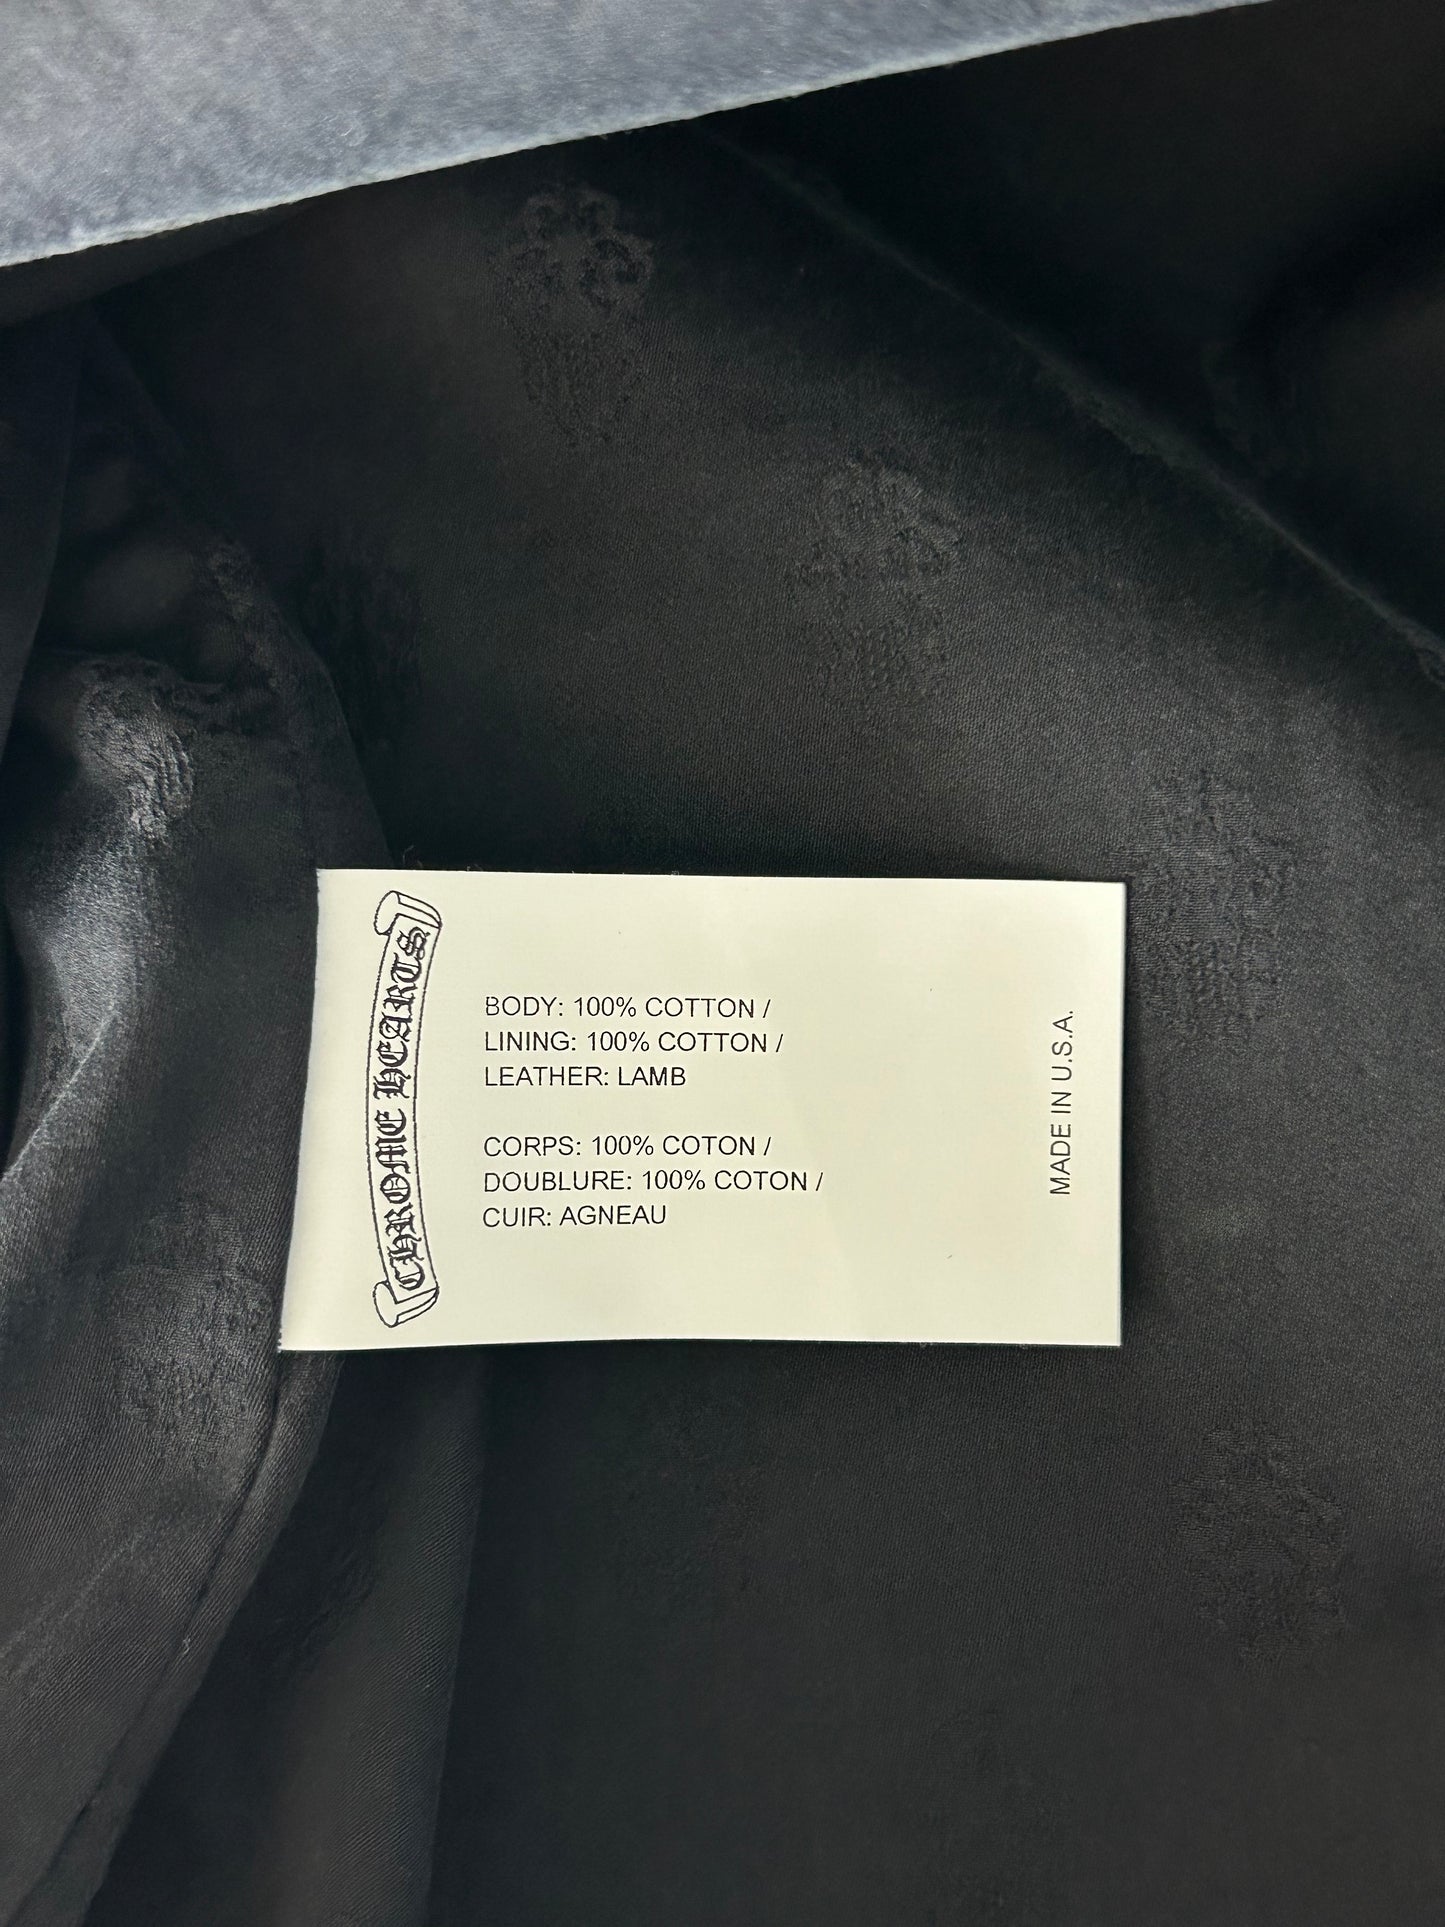 CHROME HEARTS
BODY: 100% COTTON /
LINING: 100% COTTON /
LEATHER: LAMB
CORPS: 100% COTON /
DOUBLURE: 100% COTON /
CUIR: AGNEAU
MADE IN U.S.A.